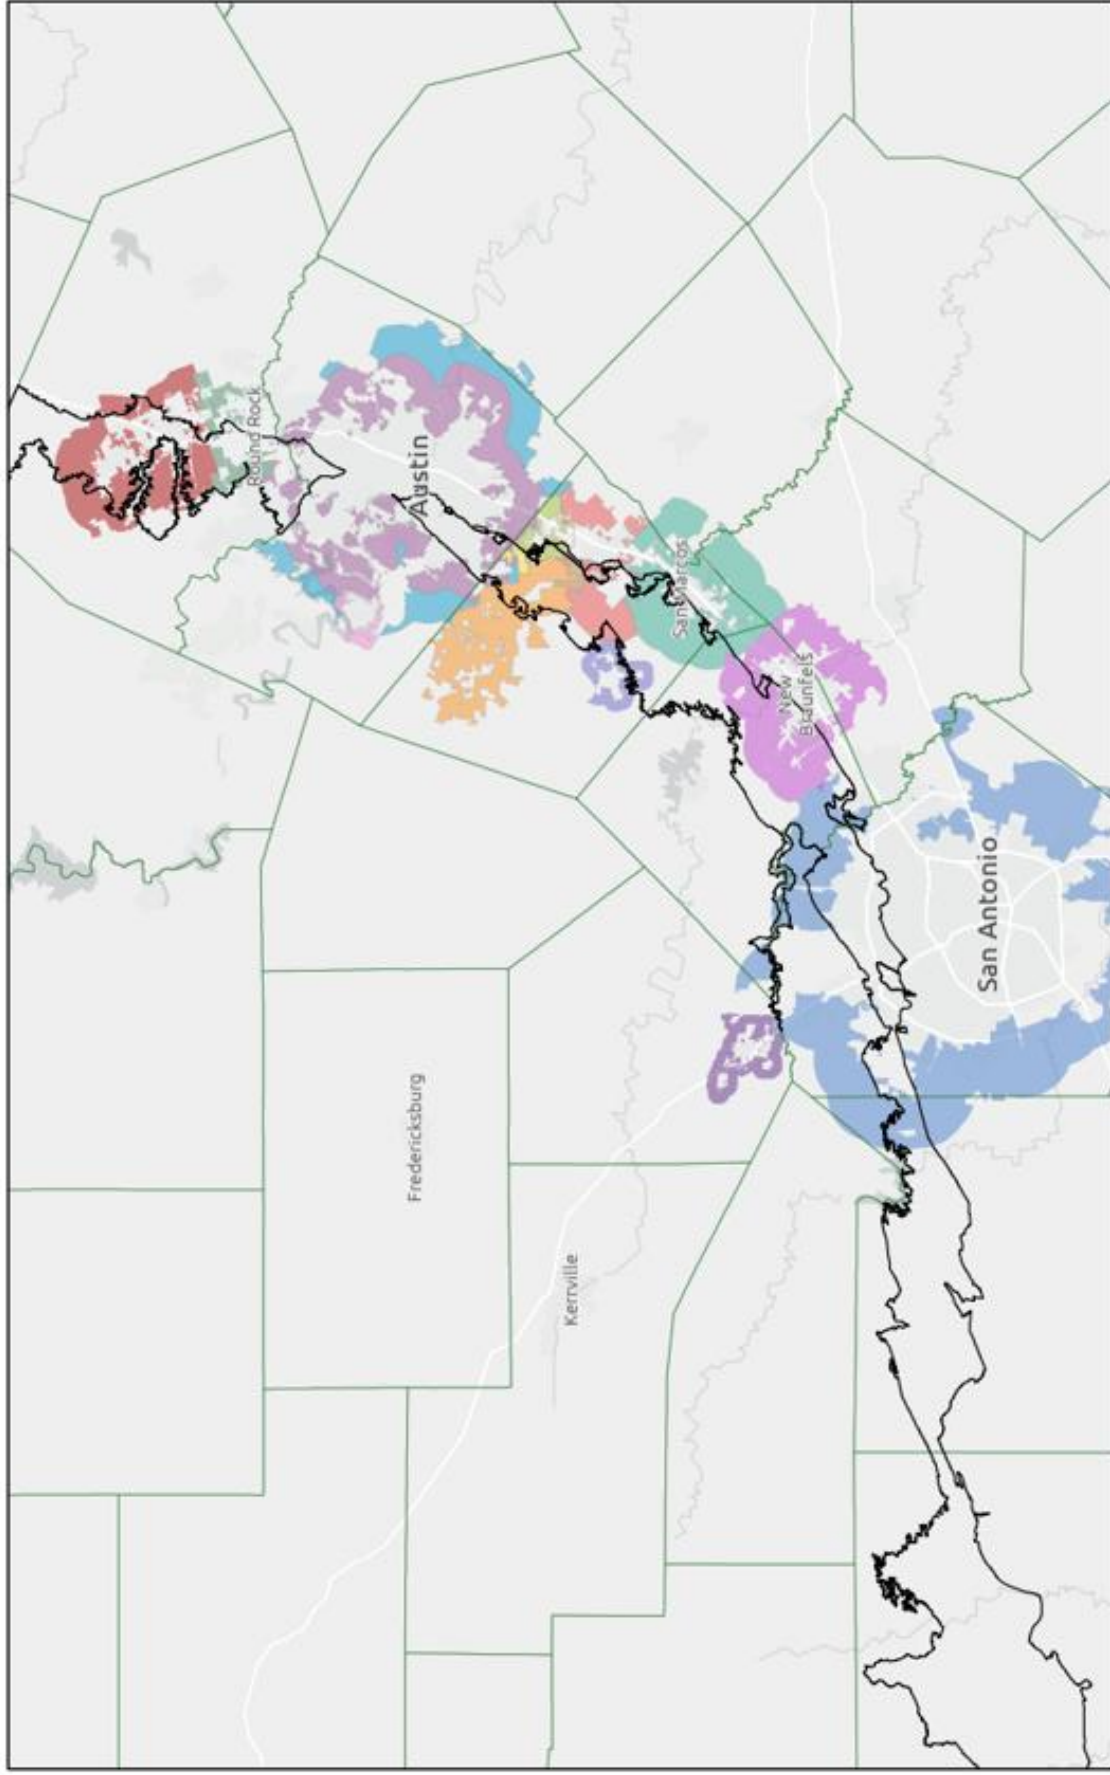 Round Rock
Austin
San Marcos
New
Braunfels
San Antonio
Fredericksburg
Kerrville